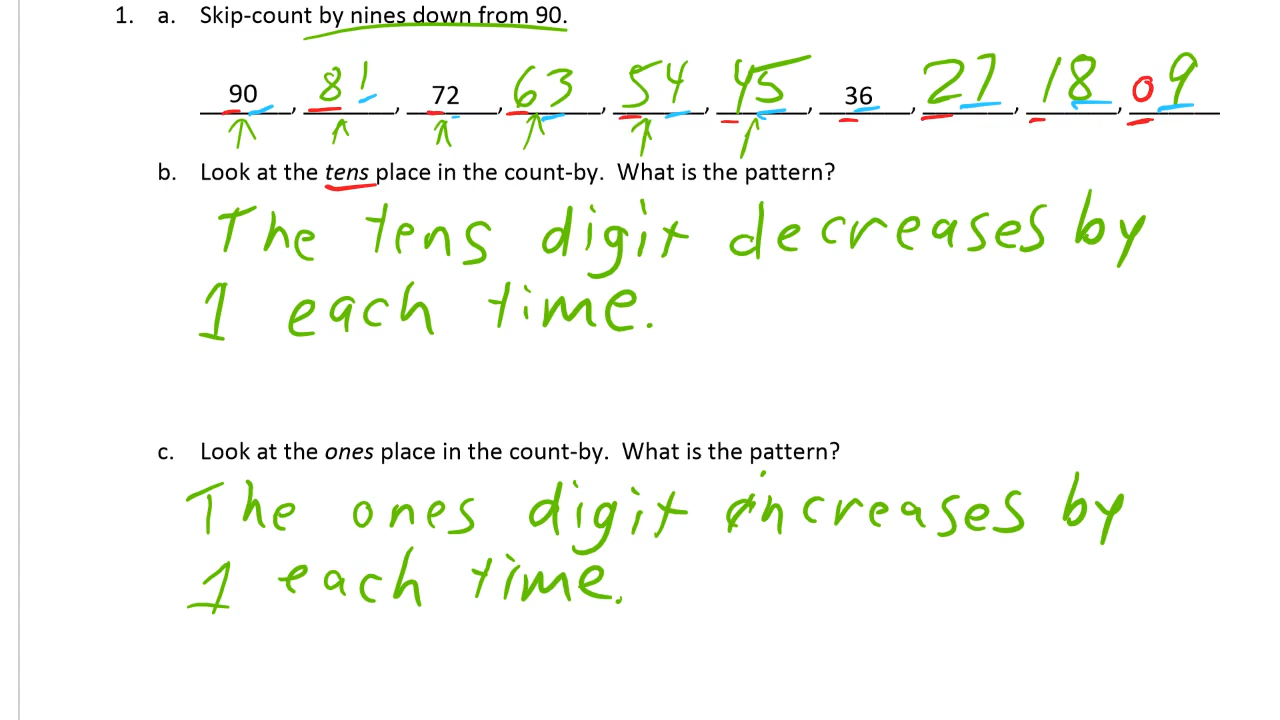 1. a. Skip-count by nines down from 90.
90, 81, 72, 63, 54, 45, 36, 27, 18, 09
b. Look at the tens place in the count-by. What is the pattern?
The tens digit decreases by
1 each time.
c. Look at the ones place in the count-by. What is the pattern?
The ones digit increases by
1 each time.